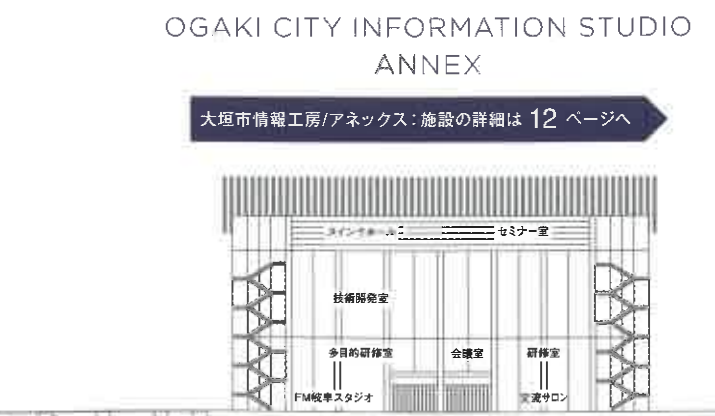 OGAKI CITY INFORMATION STUDIO
ANNEX
大垣市情報工房/アネックス:施設の詳細は 12 ページへ
スインクホール
セミナー室
技術開発室
多目的研修室
会議室
研修室
FM岐阜スタジオ
交流サロン